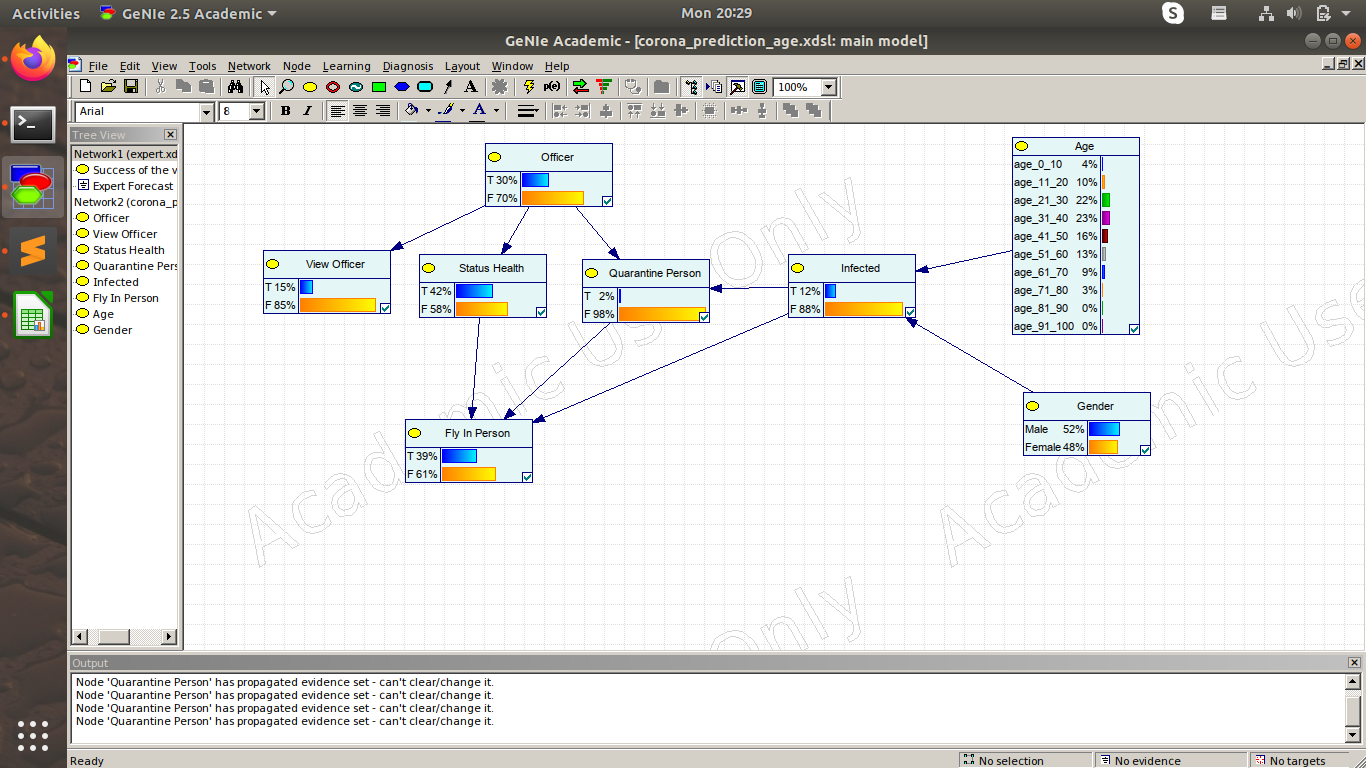 Activities
GeNIe 2.5 Academic
Mon 20:29
GeNIe Academic - [corona_prediction_age.xdsl: main model]
File Edit View Tools Network Node Learning Diagnosis Layout Window Help
p(e)
100%
Arial
8
B I A
Tree View
Network1 (expert.xd
Success of the v
Expert Forecast
Network2 (corona_p
Officer
View Officer
Status Health
Quarantine Pers
Infected
Fly In Person
Age
Gender
Officer
T 30%
F 70%
View Officer
T 15%
F 85%
Status Health
T 42%
F 58%
Quarantine Person
T 2%
F 98%
Infected
T 12%
F 88%
Age
age_0_10 4%
age_11_20 10%
age_21_30 22%
age_31_40 23%
age_41_50 16%
age_51_60 13%
age_61_70 9%
age_71_80 3%
age_81_90 0%
age_91_100 0%
Gender
Male 52%
Female 48%
Fly In Person
T 39%
F 61%
Academic Use Only
Academic Use
Only
Output
Node 'Quarantine Person' has propagated evidence set - can't clear/change it.
Node 'Quarantine Person' has propagated evidence set - can't clear/change it.
Node 'Quarantine Person' has propagated evidence set - can't clear/change it.
Node 'Quarantine Person' has propagated evidence set - can't clear/change it.
Ready
No selection
No evidence
No targets